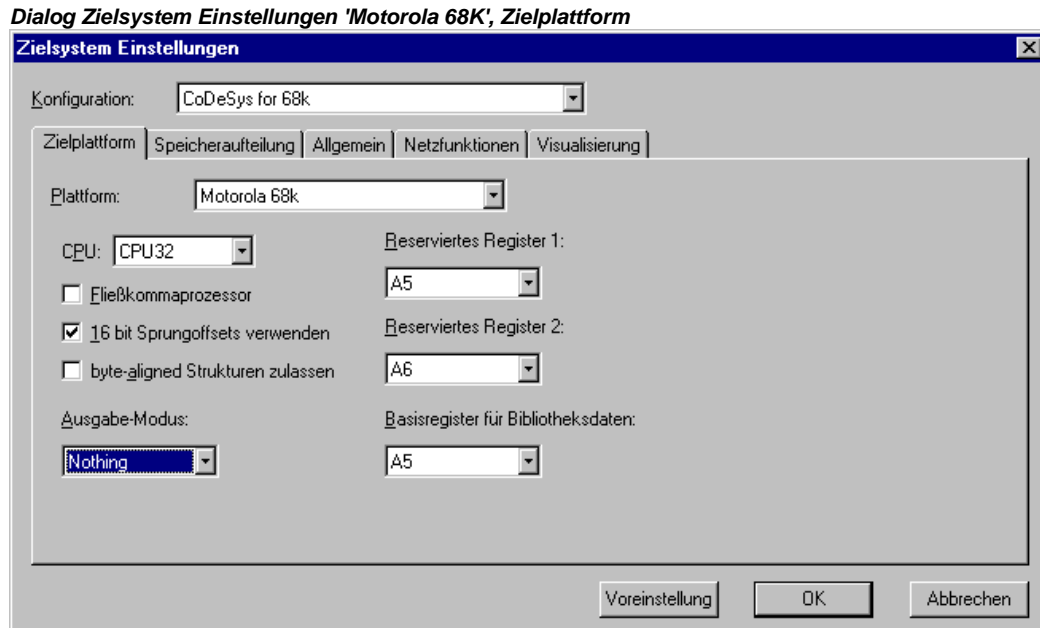 Dialog Zielsystem Einstellungen 'Motorola 68K', Zielplattform
Zielsystem Einstellungen
Konfiguration: CoDeSys for 68k
Zielplattform Speicheraufteilung Allgemein Netzfunktionen Visualisierung
Plattform: Motorola 68k
CPU: CPU32
Fließkommaprozessor
16 bit Sprungoffsets verwenden
byte-aligned Strukturen zulassen
Ausgabe-Modus:
Nothing
Reserviertes Register 1:
A5
Reserviertes Register 2:
A6
Basisregister für Bibliotheksdaten:
A5
Voreinstellung OK Abbrechen